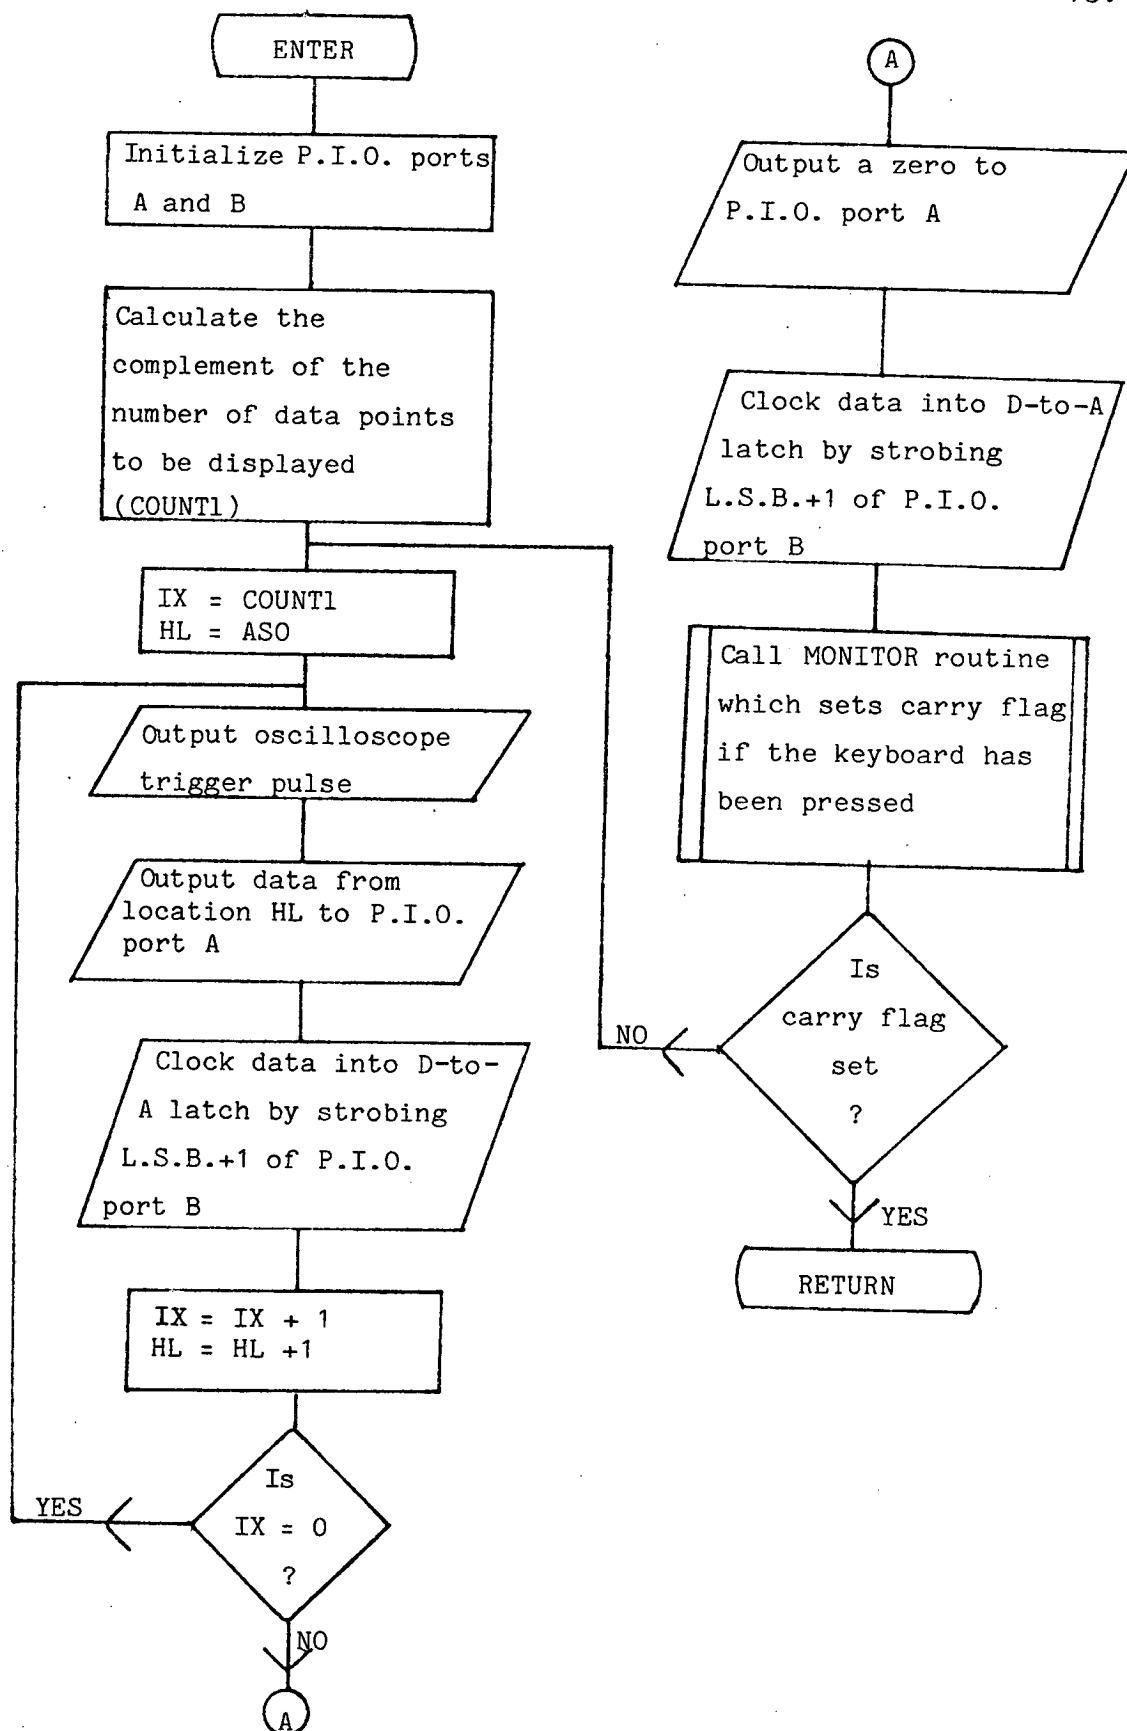 ENTER
Initialize P.I.O. ports
A and B
Calculate the
complement of the
number of data points
to be displayed
(COUNT1)
IX = COUNT1
HL = ASO
Output oscilloscope
trigger pulse
Output data from
location HL to P.I.O.
port A
Clock data into D-to-
A latch by strobing
L.S.B.+1 of P.I.O.
port B
IX = IX + 1
HL = HL +1
Is
IX = 0
?
YES
NO
A
A
Output a zero to
P.I.O. port A
Clock data into D-to-A
latch by strobing
L.S.B.+1 of P.I.O.
port B
Call MONITOR routine
which sets carry flag
if the keyboard has
been pressed
Is
carry flag
set
?
NO
YES
RETURN